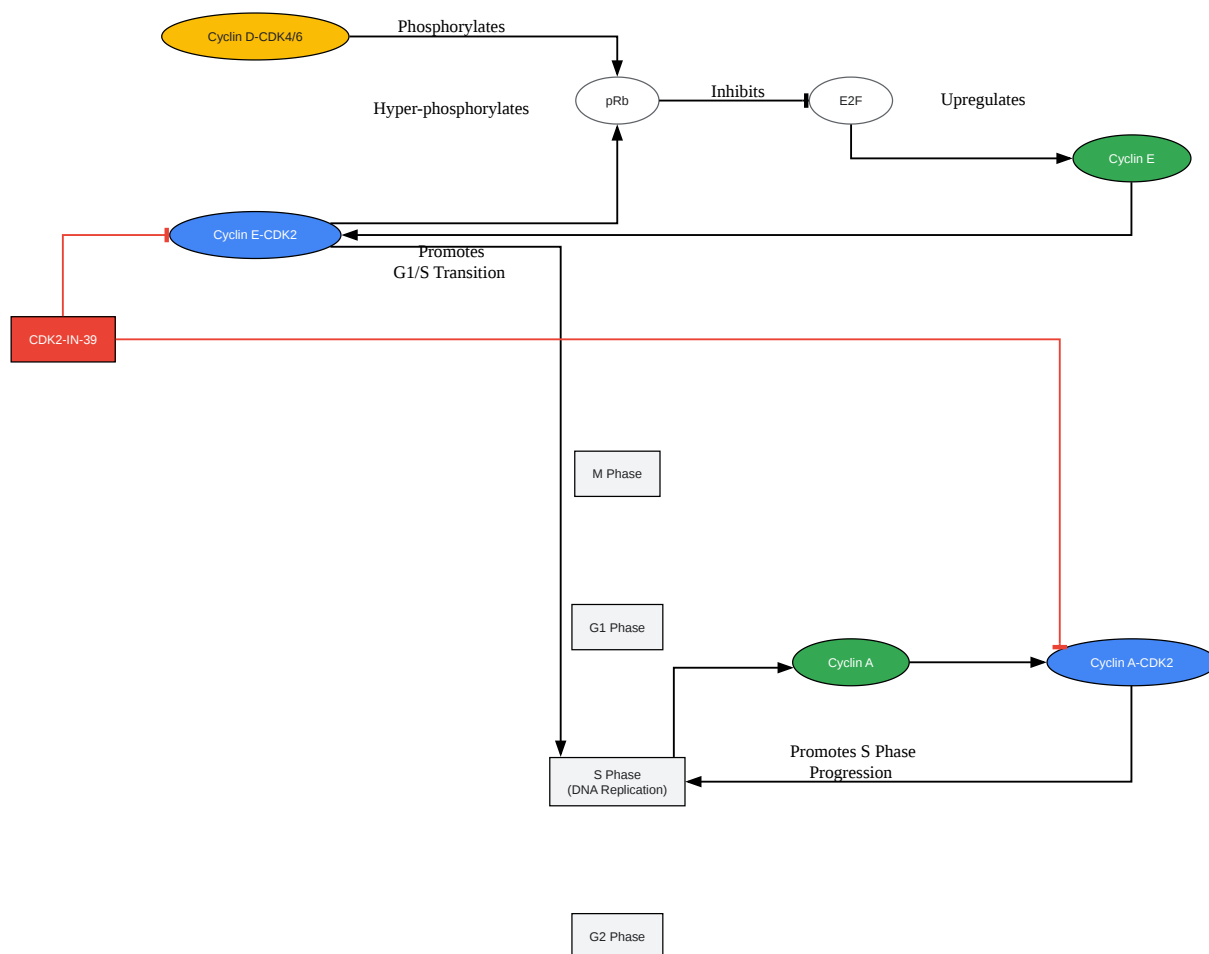 Cyclin D-CDK4/6
Phosphorylates
pRb
Inhibits
E2F
Upregulates
Hyper-phosphorylates
Cyclin E
Cyclin E-CDK2
Promotes
G1/S Transition
CDK2-IN-39
M Phase
G1 Phase
Cyclin A
Cyclin A-CDK2
Promotes S Phase
Progression
S Phase
(DNA Replication)
G2 Phase